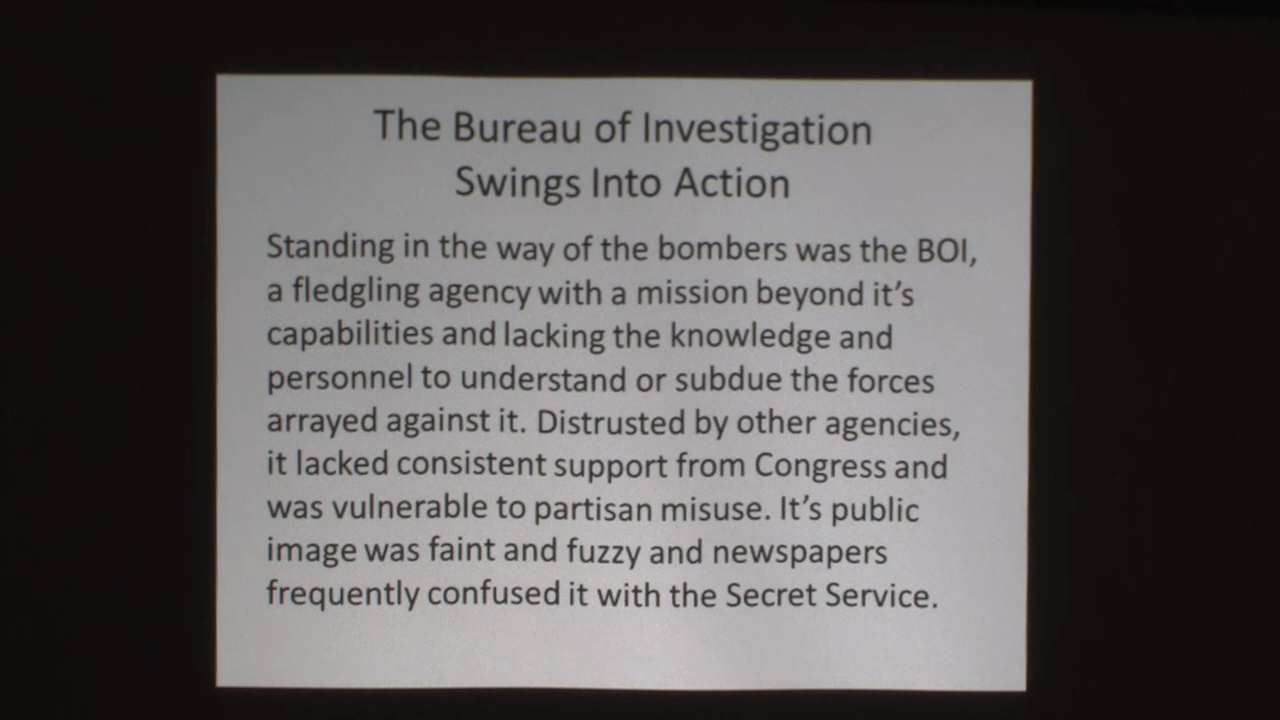 The Bureau of Investigation
Swings Into Action
Standing in the way of the bombers was the BOI,
a fledgling agency with a mission beyond it’s
capabilities and lacking the knowledge and
personnel to understand or subdue the forces
arrayed against it. Distrusted by other agencies,
it lacked consistent support from Congress and
was vulnerable to partisan misuse. It’s public
image was faint and fuzzy and newspapers
frequently confused it with the Secret Service.